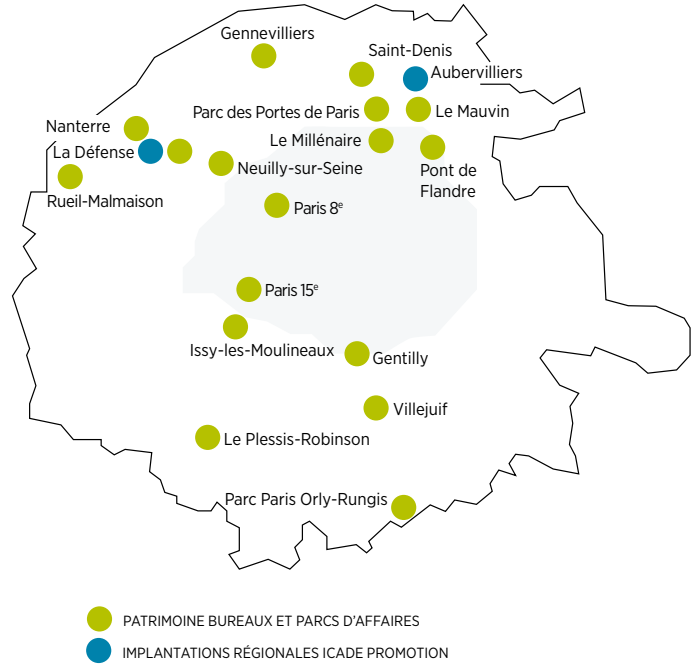 Gennevilliers
Saint-Denis
Aubervilliers
Parc des Portes de Paris
Le Mauvin
Nanterre
Le Millénaire
La Défense
Neuilly-sur-Seine
Pont de
Flandre
Rueil-Malmaison
Paris 8e
Paris 15e
Issy-les-Moulineaux
Gentilly
Villejuif
Le Plessis-Robinson
Parc Paris Orly-Rungis
PATRIMOINE BUREAUX ET PARCS D'AFFAIRES
IMPLANTATIONS RÉGIONALES ICADE PROMOTION